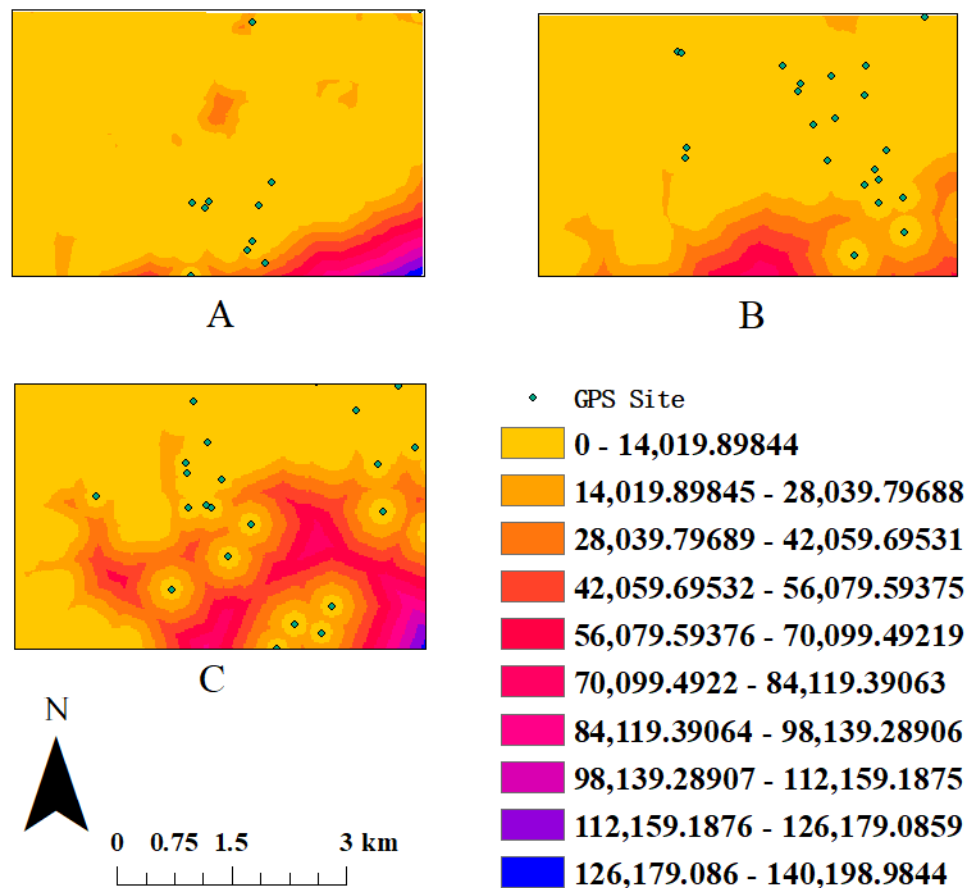 A
B
C
GPS Site
0 - 14,019.89844
14,019.89845 - 28,039.79688
28,039.79689 - 42,059.69531
42,059.69532 - 56,079.59375
56,079.59376 - 70,099.49219
70,099.4922 - 84,119.39063
84,119.39064 - 98,139.28906
98,139.28907 - 112,159.1875
112,159.1876 - 126,179.0859
126,179.086 - 140,198.9844
N
0 0.75 1.5 3 km